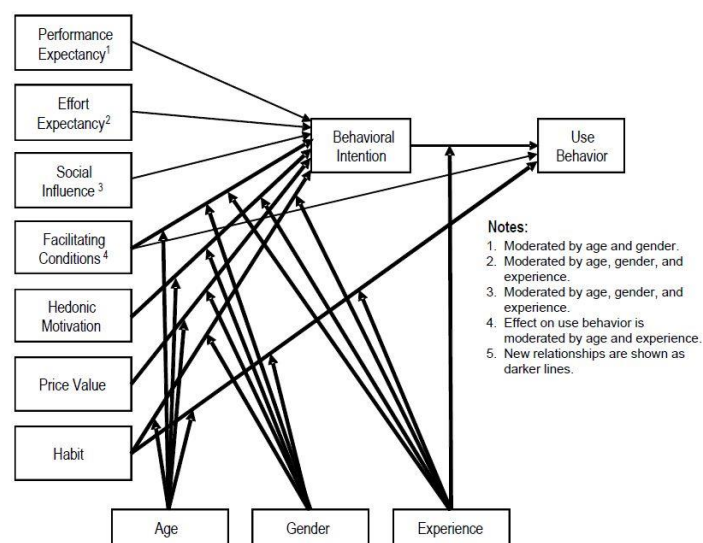 Performance
Expectancy1
Effort
Expectancy2
Social
Influence 3
Facilitating
Conditions 4
Hedonic
Motivation
Price Value
Habit
Behavioral
Intention
Use
Behavior
Notes:
1. Moderated by age and gender.
2. Moderated by age, gender, and
experience.
3. Moderated by age, gender, and
experience.
4. Effect on use behavior is
moderated by age and experience.
5. New relationships are shown as
darker lines.
Age
Gender
Experience